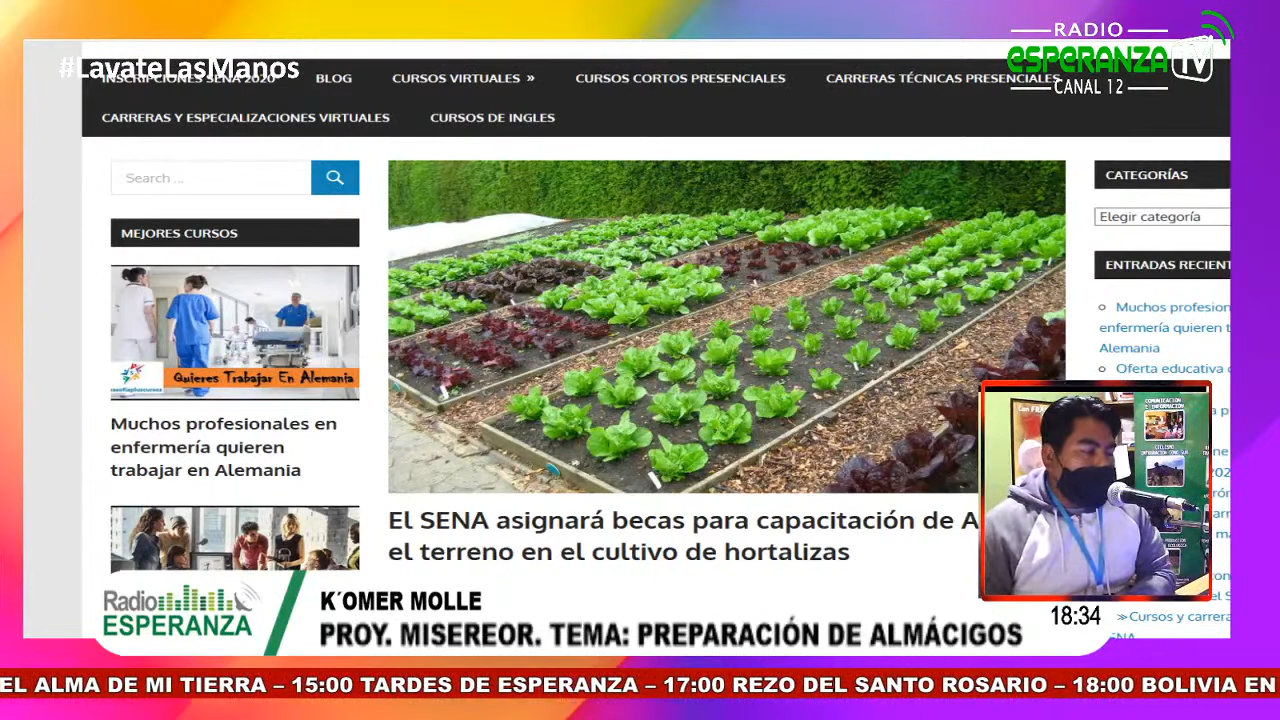 RADIO
ESPERANZA TV
CANAL 12
#LavateLasManos
INSCRIPCIONES SENA 2020
BLOG
CURSOS VIRTUALES »
CURSOS CORTOS PRESENCIALES
CARRERAS TÉCNICAS PRESENCIALES
CARRERAS Y ESPECIALIZACIONES VIRTUALES
CURSOS DE INGLES
Search ...
MEJORES CURSOS
Quieres Trabajar En Alemania
Muchos profesionales en
enfermería quieren
trabajar en Alemania
El SENA asignará becas para capacitación de A
el terreno en el cultivo de hortalizas
CATEGORÍAS
Elegir categoría
ENTRADAS RECIENT
Muchos profesion
enfermería quieren t
Alemania
Oferta educativa
COMUNICACION
E INFORMACIÓN
18:34
≫Cursos y carrera
Radio
ESPERANZA
K´OMER MOLLE
PROY. MISEREOR. TEMA: PREPARACIÓN DE ALMÁCIGOS
EL ALMA DE MI TIERRA – 15:00 TARDES DE ESPERANZA – 17:00 REZO DEL SANTO ROSARIO – 18:00 BOLIVIA EN